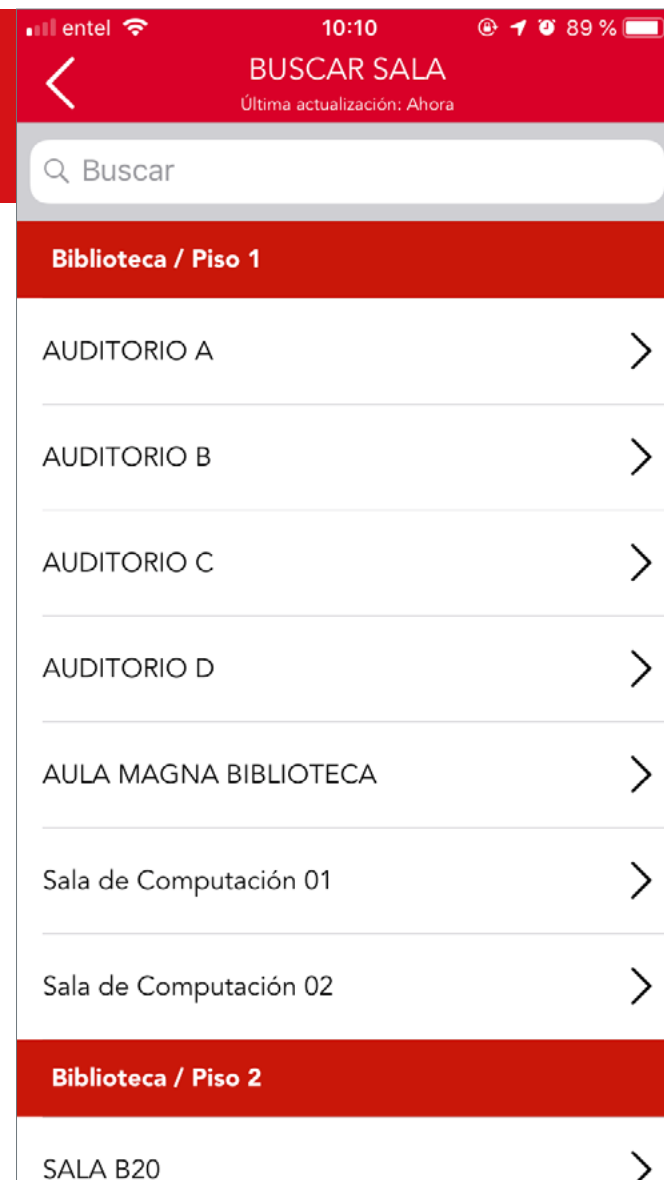 entel 10:10 89 %
BUSCAR SALA
Última actualización: Ahora
Buscar
Biblioteca / Piso 1
AUDITORIO A
AUDITORIO B
AUDITORIO C
AUDITORIO D
AULA MAGNA BIBLIOTECA
Sala de Computación 01
Sala de Computación 02
Biblioteca / Piso 2
SALA B20